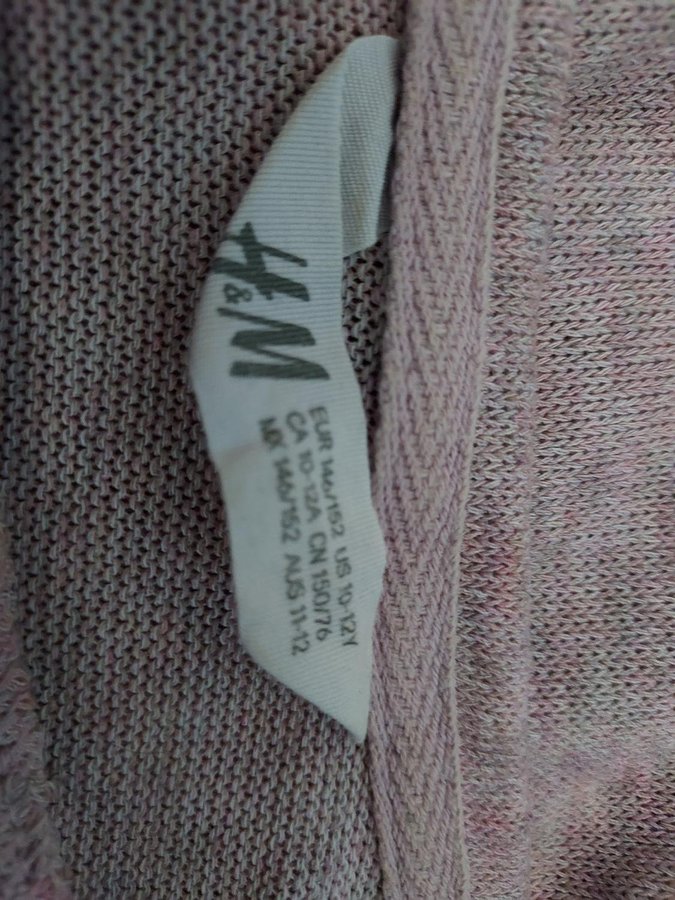 H&M
EUR 146/152 US 10-12Y
CA 10-12A CN 150/76
MX 146/152 AUS 11-12